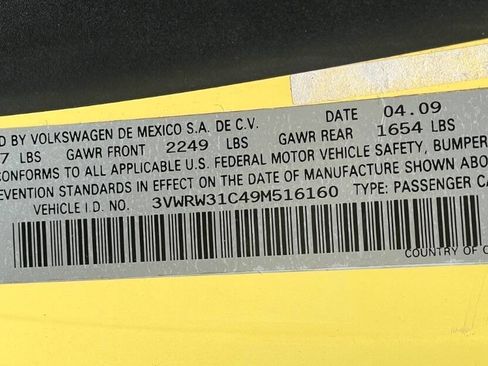 D BY VOLKSWAGEN DE MEXICO S.A. DE C.V. DATE 04.09
7 LBS GAWR FRONT 2249 LBS GAWR REAR 1654 LBS
CONFORMS TO ALL APPLICABLE U.S. FEDERAL MOTOR VEHICLE SAFETY, BUMPER
EVENTION STANDARDS IN EFFECT ON THE DATE OF MANUFACTURE SHOWN ABO
VEHICLE I.D. NO. 3VWRW31C49M516160 TYPE: PASSENGER CA
COUNTRY OF O